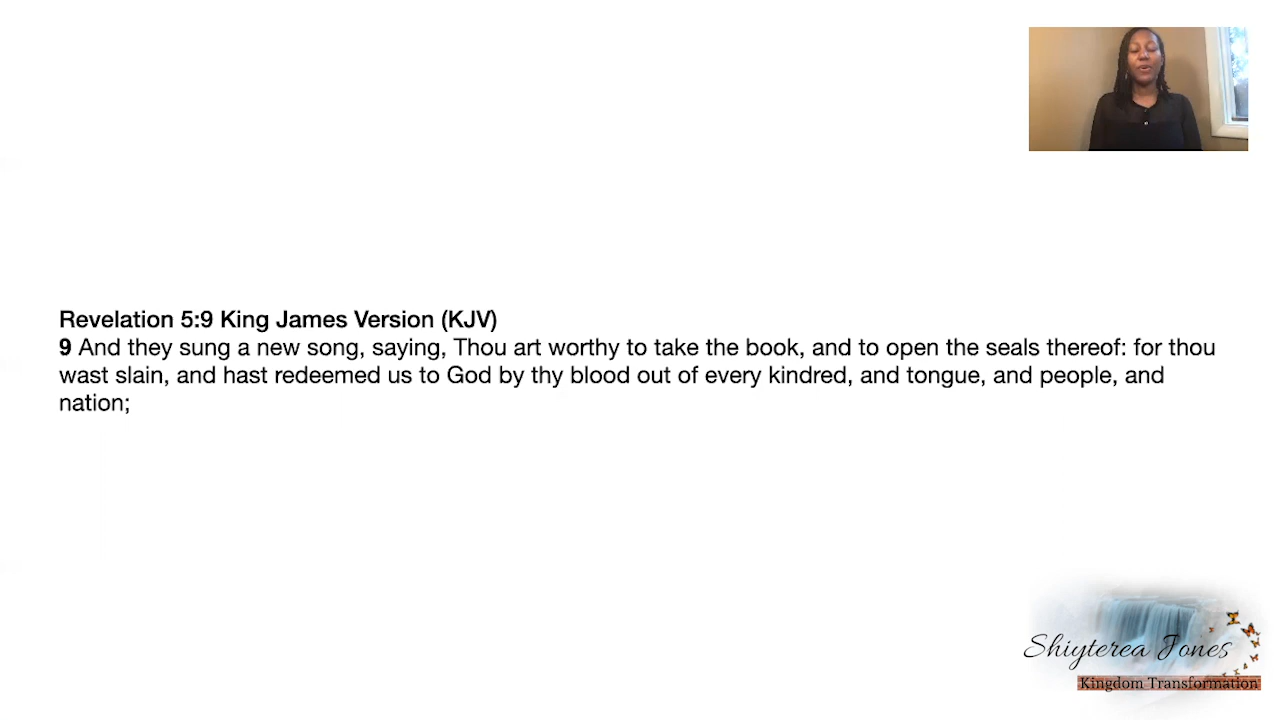 Revelation 5:9 King James Version (KJV)
9 And they sung a new song, saying, Thou art worthy to take the book, and to open the seals thereof: for thou
wast slain, and hast redeemed us to God by thy blood out of every kindred, and tongue, and people, and
nation;
Shiyterea Jones
Kingdom Transformation